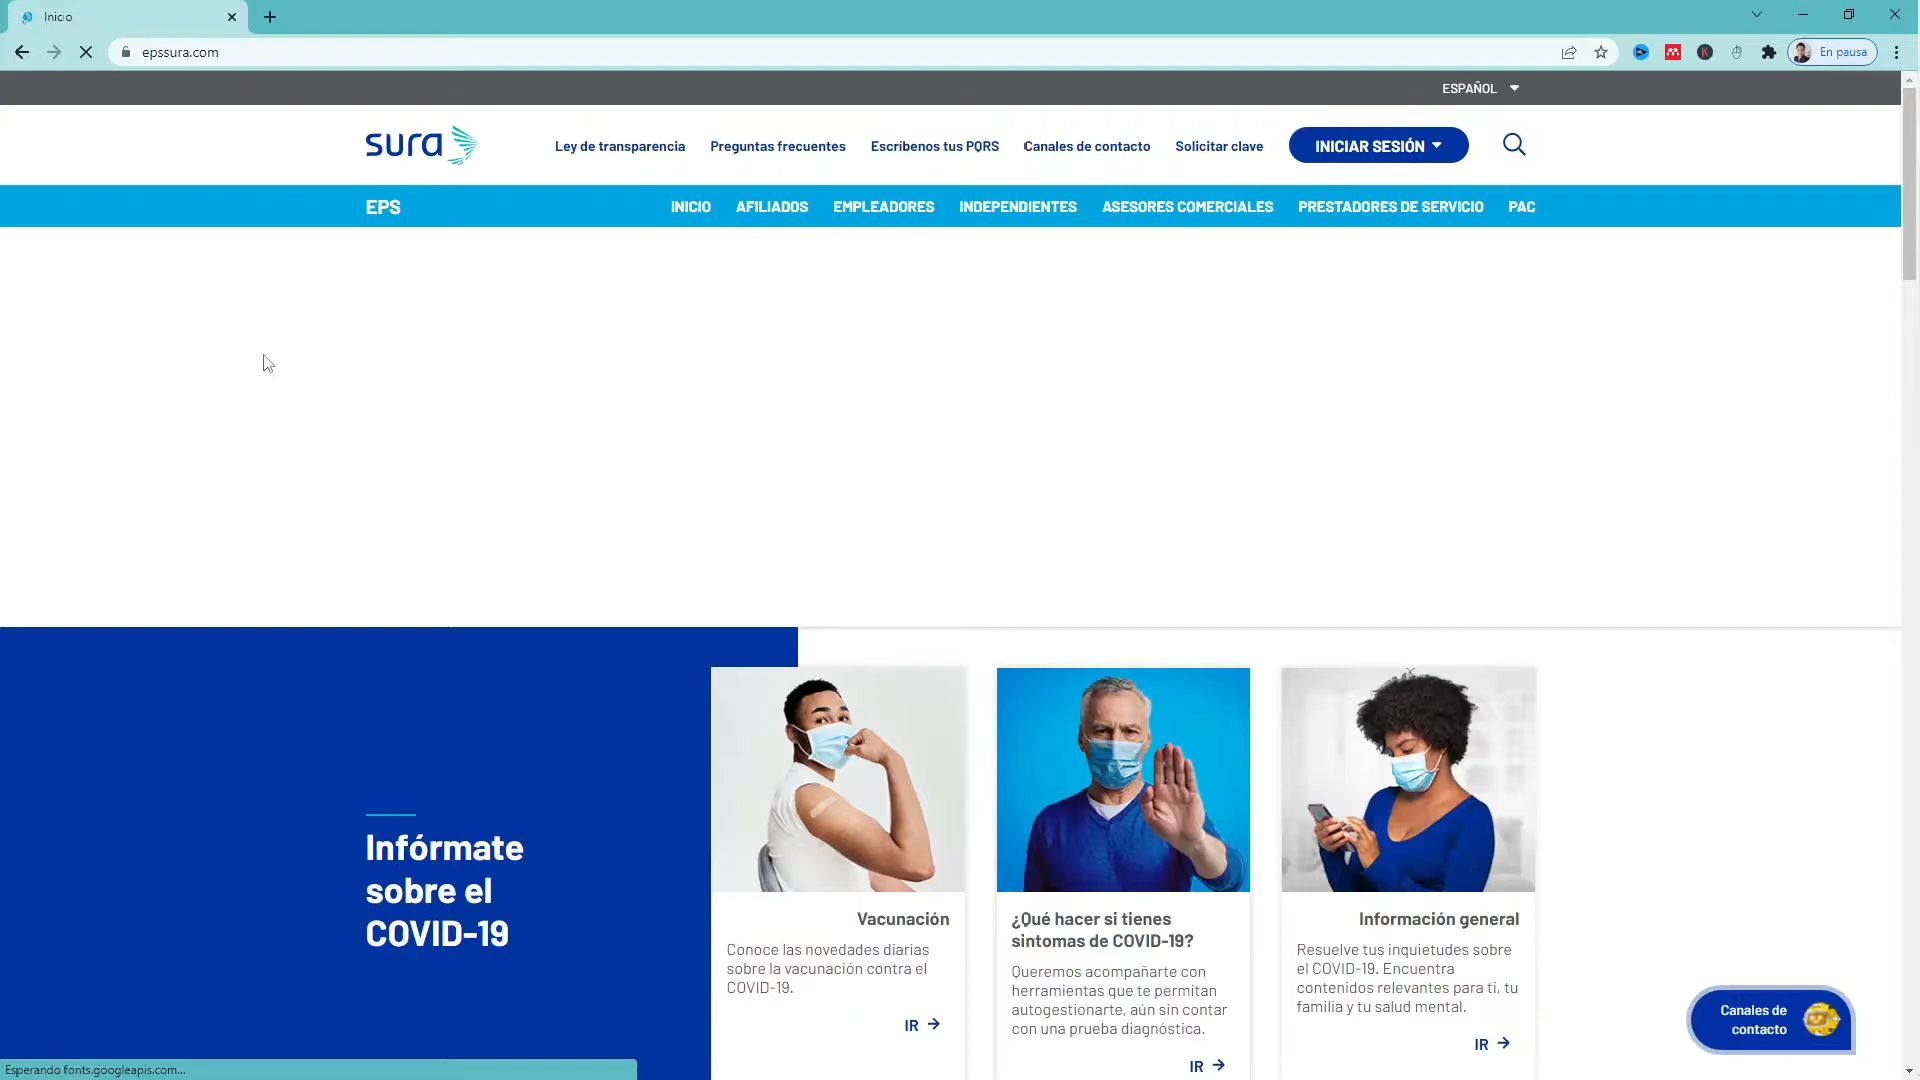 Inicio
epssura.com
En pausa
ESPAÑOL
sura
Ley de transparencia
Preguntas frecuentes
Escríbenos tus PQRS
Canales de contacto
Solicitar clave
INICIAR SESIÓN
EPS
INICIO
AFILIADOS
EMPLEADORES
INDEPENDIENTES
ASESORES COMERCIALES
PRESTADORES DE SERVICIO
PAC
Infórmate
sobre el
COVID-19
Vacunación
Conoce las novedades diarias
sobre la vacunación contra el
COVID-19.
IR
¿Qué hacer si tienes
sintomas de COVID-19?
Queremos acompañarte con
herramientas que te permitan
autogestionarte, aún sin contar
con una prueba diagnóstica.
IR
Información general
Resuelve tus inquietudes sobre
el COVID-19. Encuentra
contenidos relevantes para ti, tu
familia y tu salud mental.
IR
Canales de
contacto
Esperando fonts.googleapis.com...